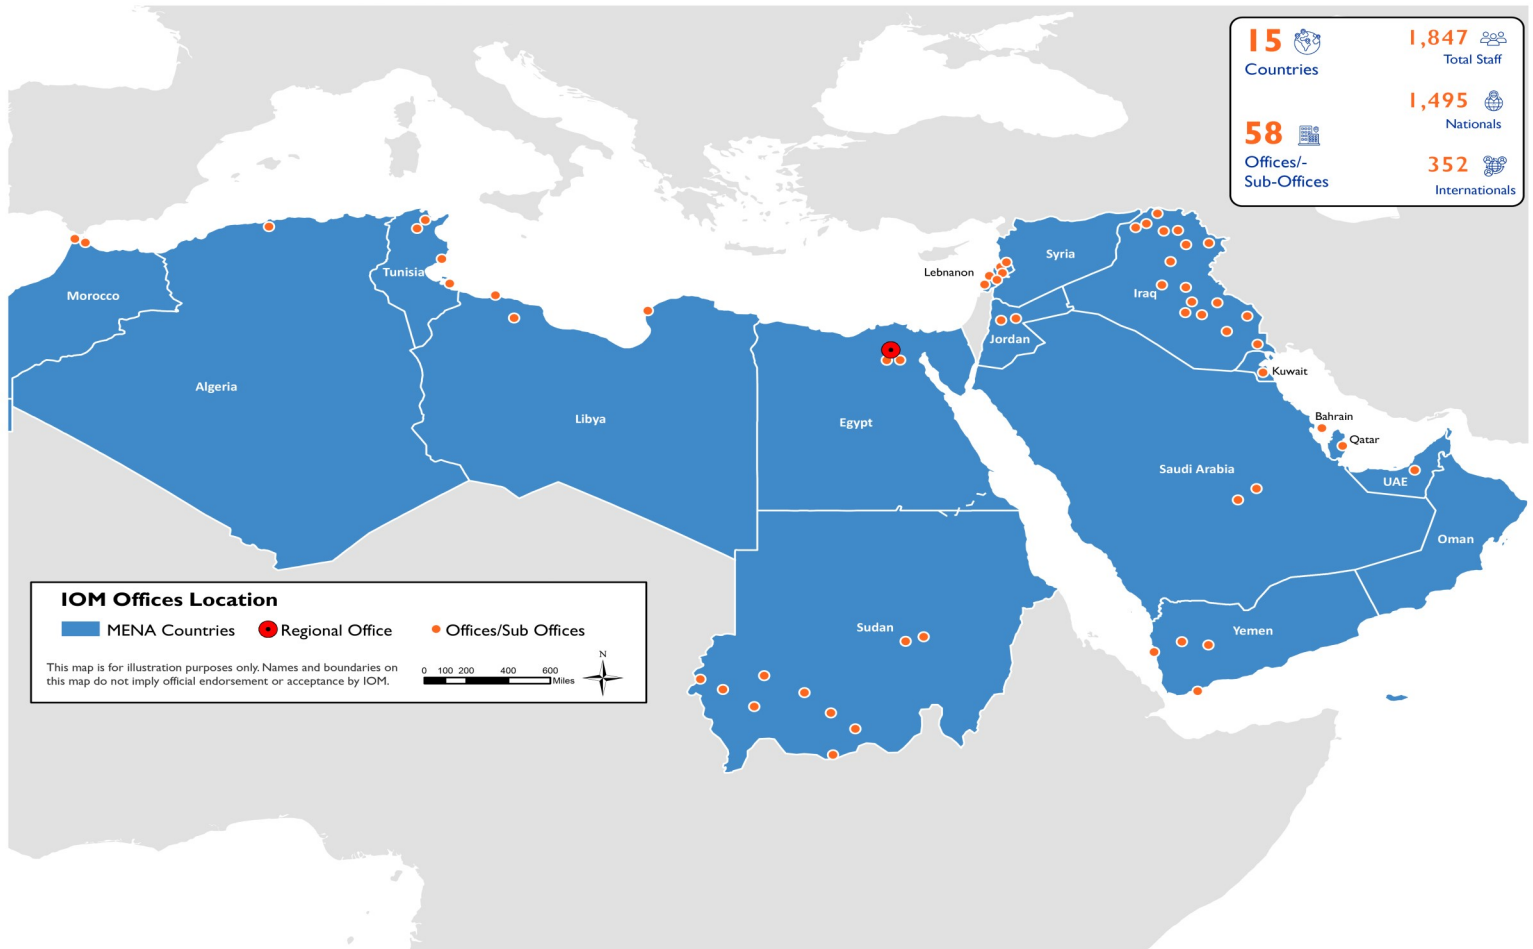 15
Countries
58
Offices/-
Sub-Offices
1,847
Total Staff
1,495
Nationals
352
Internationals
Morocco
Algeria
Tunisia
Libya
Egypt
Sudan
Lebnanon
Syria
Iraq
Jordan
Kuwait
Bahrain
Qatar
Saudi Arabia
UAE
Oman
Yemen
IOM Offices Location
MENA Countries
Regional Office
Offices/Sub Offices
This map is for illustration purposes only. Names and boundaries on
this map do not imply official endorsement or acceptance by IOM.
0 100 200 400 600
Miles
N